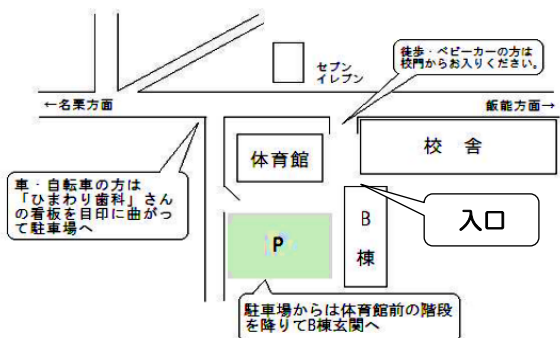 セブン
イレブン
徒歩・ベビーカーの方は
校門からお入りください。
←名栗方面
飯能方面→
体育館
校 舎
車・自転車の方は
「ひまわり歯科」さん
の看板を目印に曲がっ
て駐車場へ
B
棟
入口
P
駐車場からは体育館前の階段
を降りてB棟玄関へ